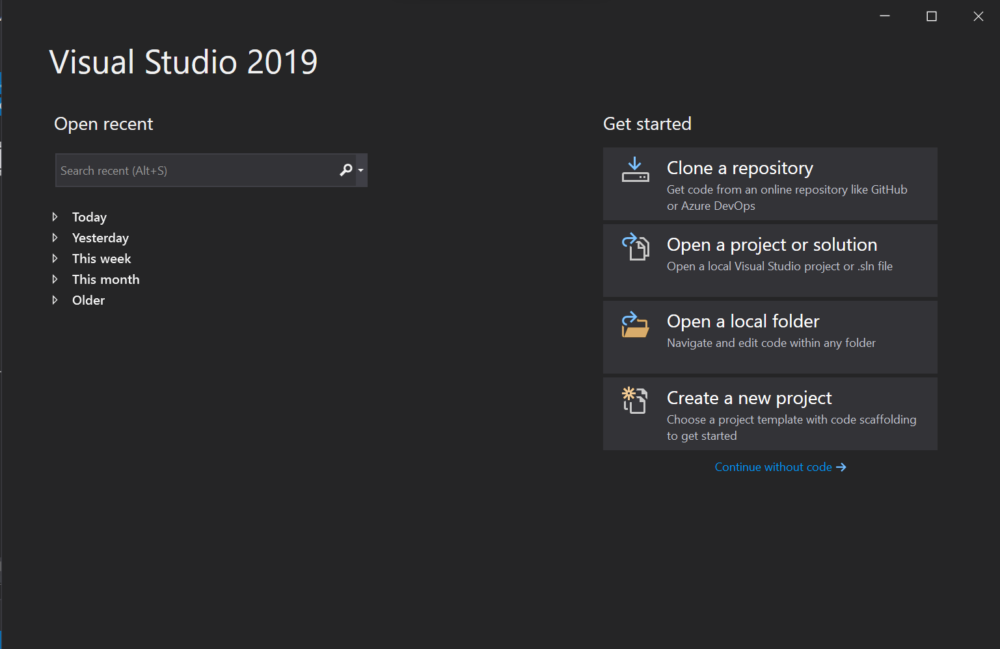 Visual Studio 2019
Open recent
Search recent (Alt+S)
Today
Yesterday
This week
This month
Older
Get started
Clone a repository
Get code from an online repository like GitHub
or Azure DevOps
Open a project or solution
Open a local Visual Studio project or .sln file
Open a local folder
Navigate and edit code within any folder
Create a new project
Choose a project template with code scaffolding
to get started
Continue without code